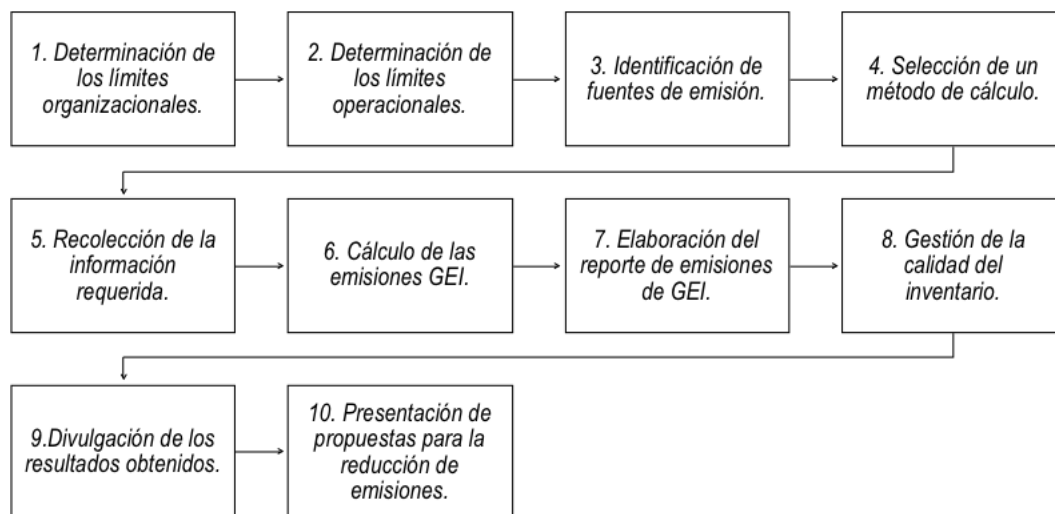 1. Determinación de
los límites
organizacionales.
2. Determinación de
los límites
operacionales.
3. Identificación de
fuentes de emisión.
4. Selección de un
método de cálculo.
5. Recolección de la
información
requerida.
6. Cálculo de las
emisiones GEI.
7. Elaboración del
reporte de emisiones
de GEI.
8. Gestión de la
calidad del
inventario.
9.Divulgación de los
resultados obtenidos.
10. Presentación de
propuestas para la
reducción de
emisiones.